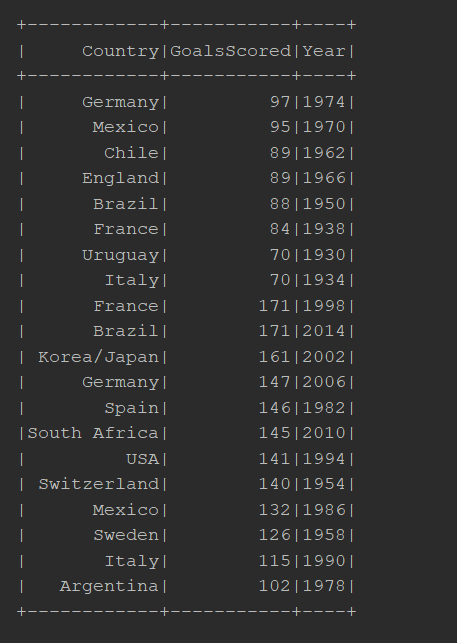 +------------+-----------+----+
|     Country|GoalsScored|Year|
+------------+-----------+----+
|     Germany|         97|1974|
|      Mexico|         95|1970|
|       Chile|         89|1962|
|     England|         89|1966|
|      Brazil|         88|1950|
|      France|         84|1938|
|     Uruguay|         70|1930|
|       Italy|         70|1934|
|      France|        171|1998|
|      Brazil|        171|2014|
| Korea/Japan|        161|2002|
|     Germany|        147|2006|
|       Spain|        146|1982|
|South Africa|        145|2010|
|         USA|        141|1994|
| Switzerland|        140|1954|
|      Mexico|        132|1986|
|      Sweden|        126|1958|
|       Italy|        115|1990|
|   Argentina|        102|1978|
+------------+-----------+----+